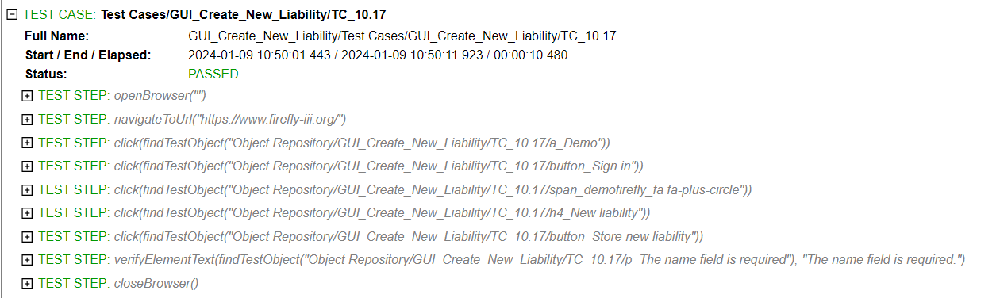 TEST CASE: Test Cases/GUI_Create_New_Liability/TC_10.17
Full Name: GUI_Create_New_Liability/Test Cases/GUI_Create_New_Liability/TC_10.17
Start / End / Elapsed: 2024-01-09 10:50:01.443 / 2024-01-09 10:50:11.923 / 00:00:10.480
Status: PASSED
TEST STEP: openBrowser("")
TEST STEP: navigateToUrl("https://www.firefly-iii.org/")
TEST STEP: click(findTestObject("Object Repository/GUI_Create_New_Liability/TC_10.17/a_Demo"))
TEST STEP: click(findTestObject("Object Repository/GUI_Create_New_Liability/TC_10.17/button_Sign in"))
TEST STEP: click(findTestObject("Object Repository/GUI_Create_New_Liability/TC_10.17/span_demofirefly_fa fa-plus-circle"))
TEST STEP: click(findTestObject("Object Repository/GUI_Create_New_Liability/TC_10.17/h4_New liability"))
TEST STEP: click(findTestObject("Object Repository/GUI_Create_New_Liability/TC_10.17/button_Store new liability"))
TEST STEP: verifyElementText(findTestObject("Object Repository/GUI_Create_New_Liability/TC_10.17/p_The name field is required"), "The name field is required.")
TEST STEP: closeBrowser()